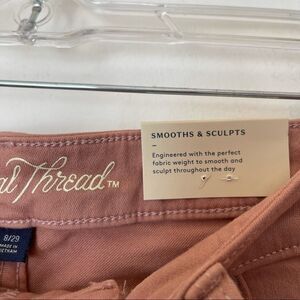 SMOOTHS & SCULPTS
–
Engineered with the perfect
fabric weight to smooth and
sculpt throughout the day
al Thread™
8/29
MADE IN
VIETNAM